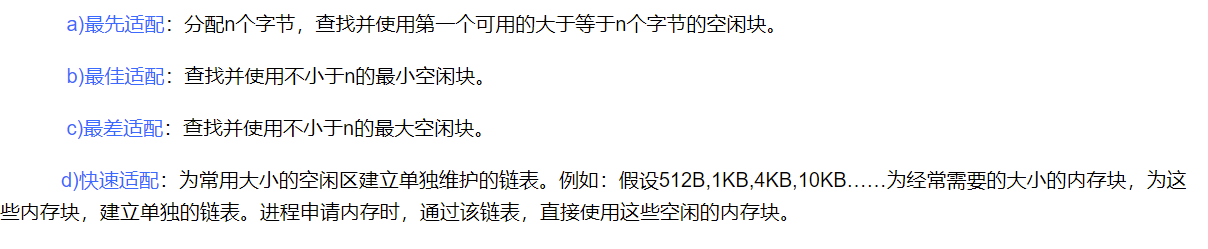 a)最先适配：分配n个字节，查找并使用第一个可用的大于等于n个字节的空闲块。
b)最佳适配：查找并使用不小于n的最小空闲块。
c)最差适配：查找并使用不小于n的最大空闲块。
d)快速适配：为常用大小的空闲区建立单独维护的链表。例如：假设512B,1KB,4KB,10KB……为经常需要的大小的内存块，为这
些内存块，建立单独的链表。进程申请内存时，通过该链表，直接使用这些空闲的内存块。